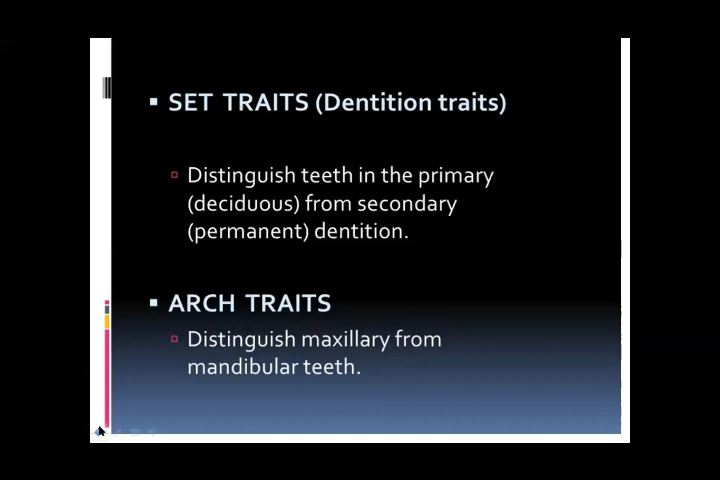 SET TRAITS (Dentition traits)
Distinguish teeth in the primary
(deciduous) from secondary
(permanent) dentition.
ARCH TRAITS
Distinguish maxillary from
mandibular teeth.